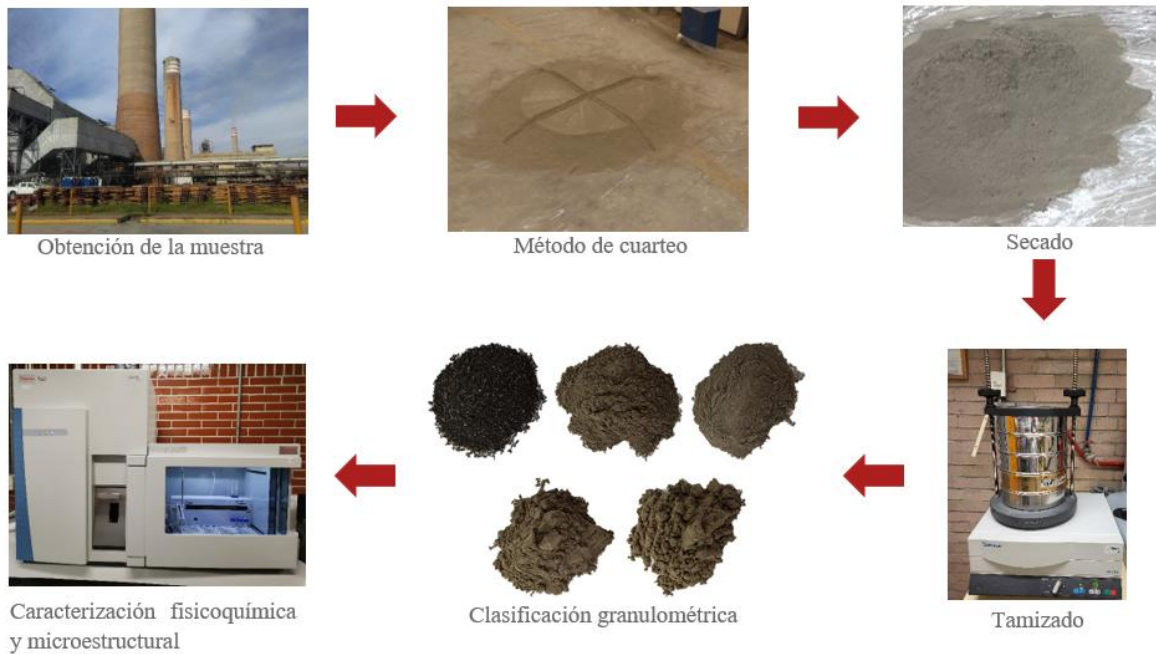 Obtención de la muestra
Método de cuarteo
Secado
Caracterización fisicoquímica
y microestructural
Clasificación granulométrica
Tamizado